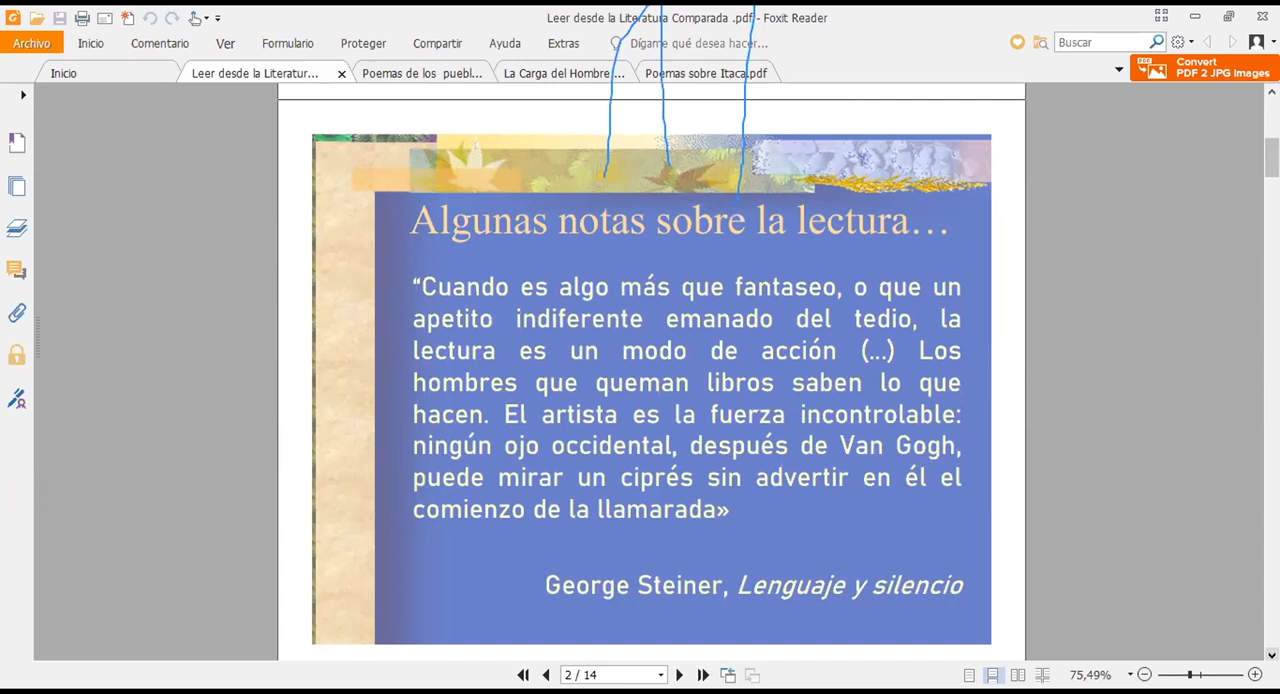 Leer desde la Literatura Comparada .pdf - Foxit Reader
Archivo Inicio Comentario Ver Formulario Proteger Compartir Ayuda Extras Dígame qué desea hacer... Buscar
Inicio Leer desde la Literatur... Poemas de los puebl... La Carga del Hombre ... Poemas sobre Itaca.pdf
Convert
PDF 2 JPG Images
Algunas notas sobre la lectura...
“Cuando es algo más que fantaseo, o que un
apetito indiferente emanado del tedio, la
lectura es un modo de acción (...) Los
hombres que queman libros saben lo que
hacen. El artista es la fuerza incontrolable:
ningún ojo occidental, después de Van Gogh,
puede mirar un ciprés sin advertir en él el
comienzo de la llamarada»
George Steiner, Lenguaje y silencio
2 / 14 75,49%